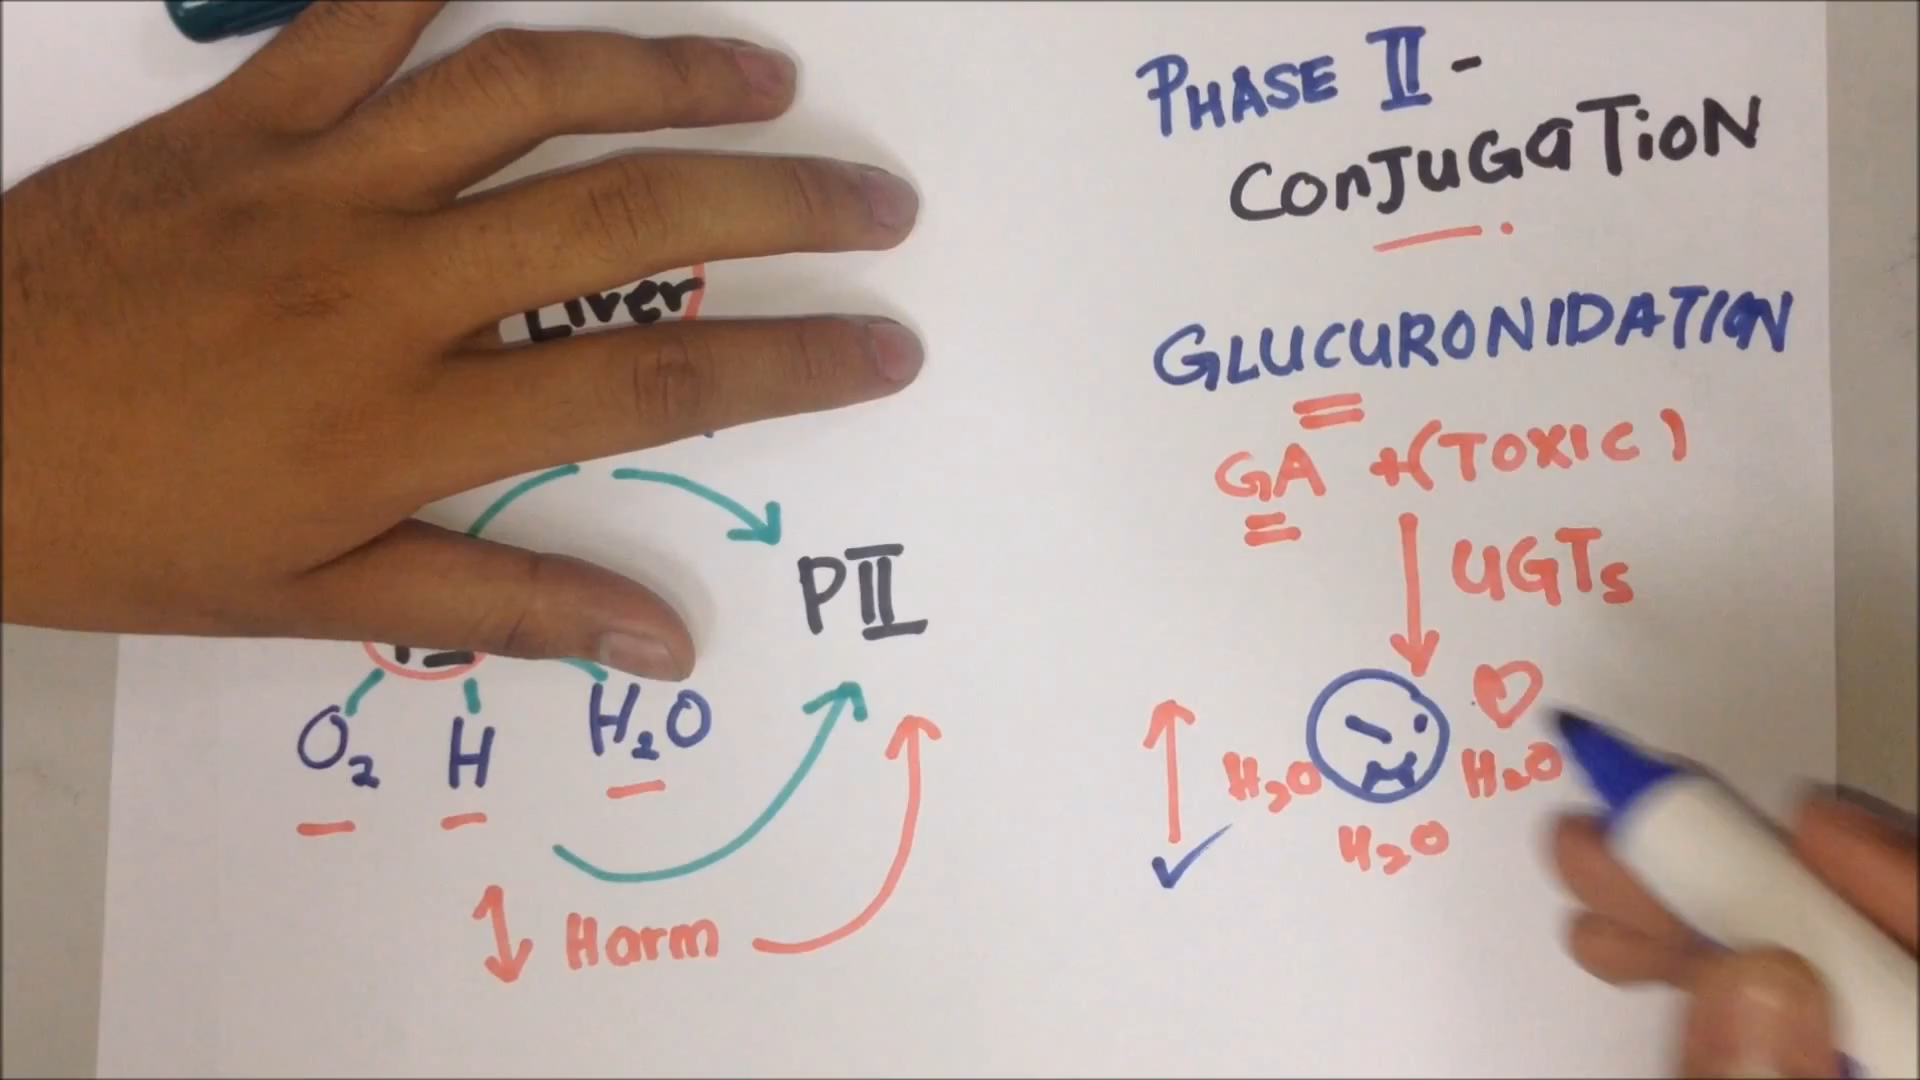 PHASE II -
CONJUGATION
GLUCURONIDATION
GA + (TOXIC)
UGTs
H2O H2O
H2O
Liver
PII
O2 H H2O
Harm